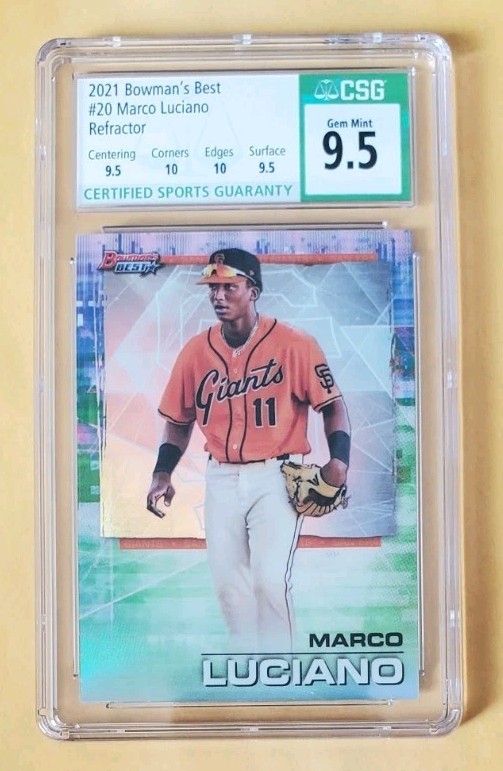 2021 Bowman's Best
#20 Marco Luciano
Refractor
Centering Corners Edges Surface
9.5 10 10 9.5
CERTIFIED SPORTS GUARANTY
CSG
Gem Mint
9.5
Bowman's
BEST
SF
Giants
11
SF
MARCO
LUCIANO